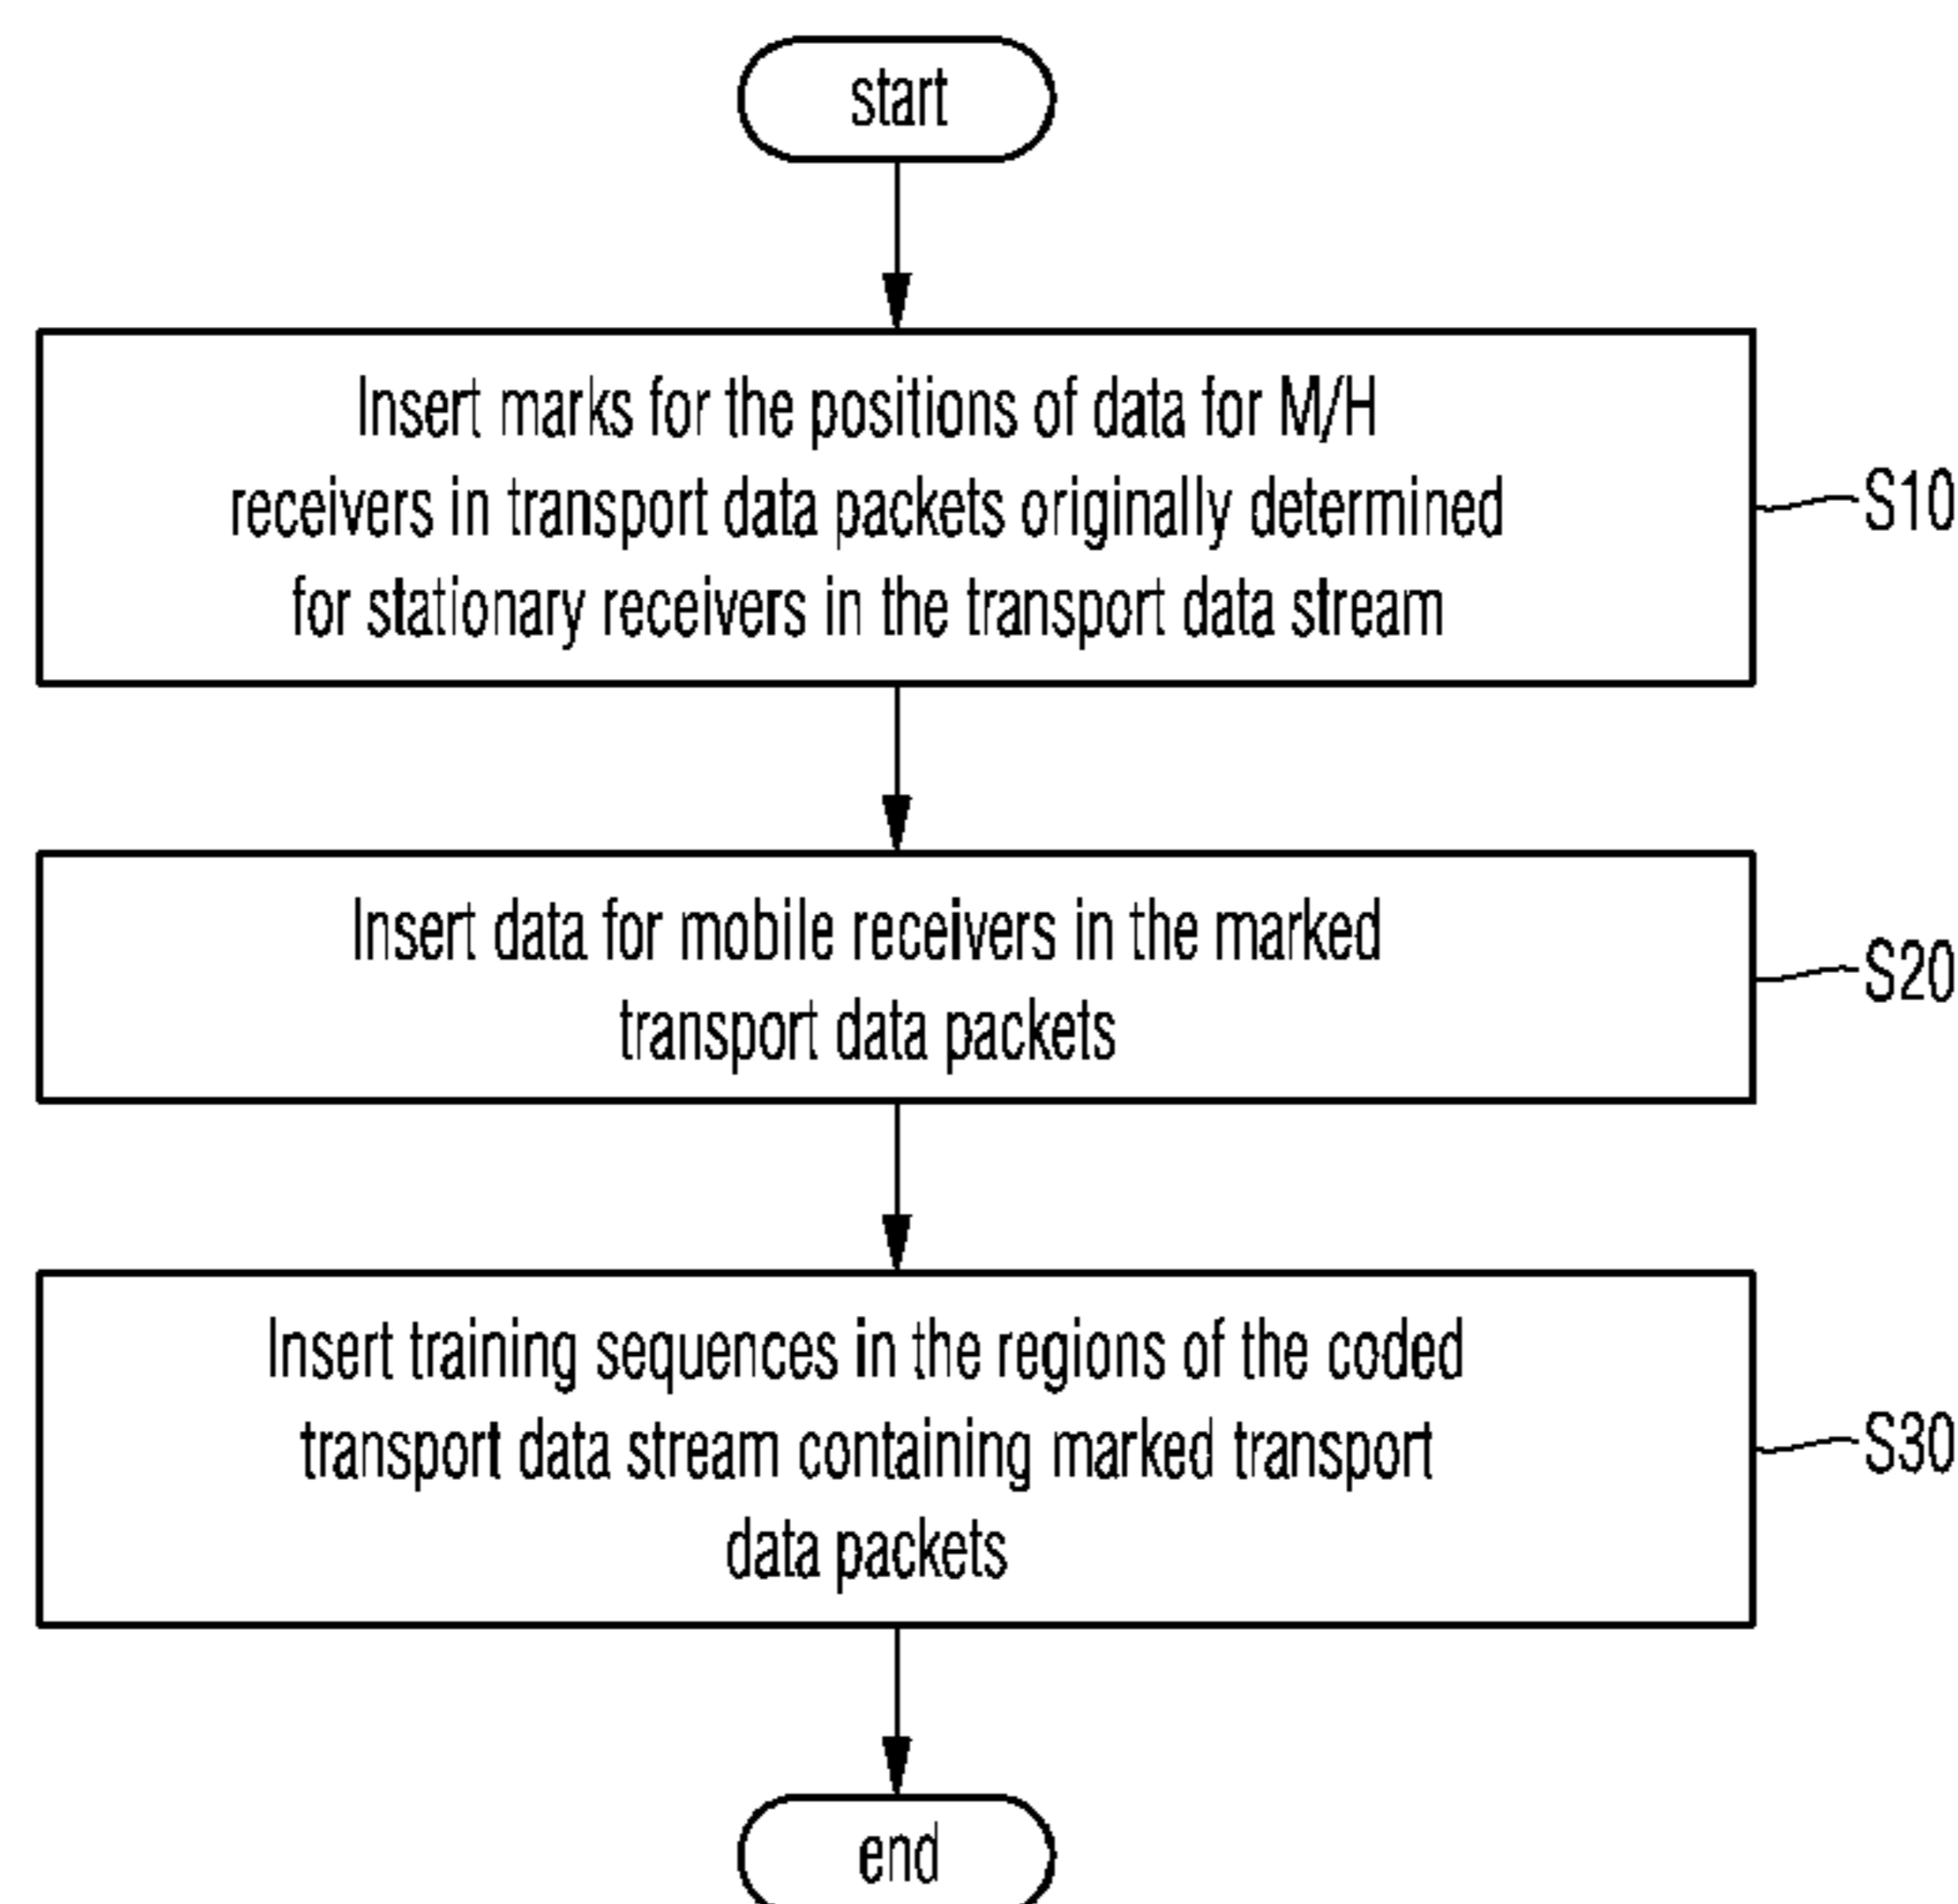 start
Insert marks for the positions of data for M/H
receivers in transport data packets originally determined
for stationary receivers in the transport data stream
S10
Insert data for mobile receivers in the marked
transport data packets
S20
Insert training sequences in the regions of the coded
transport data stream containing marked transport
data packets
S30
end